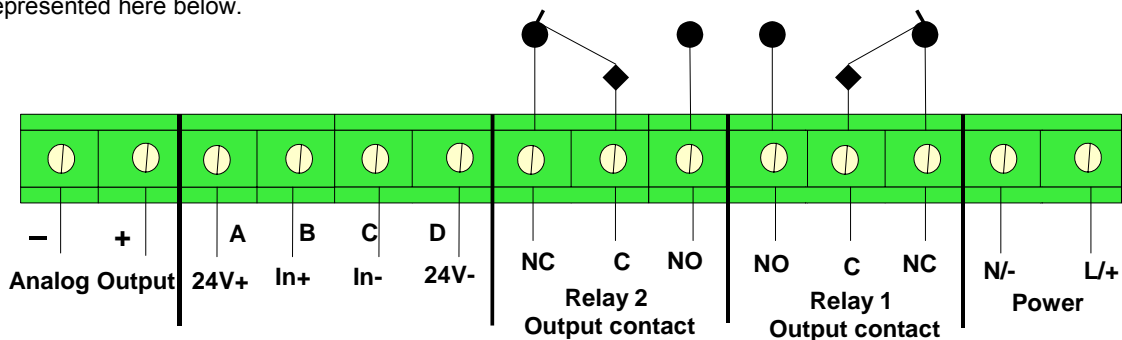 epresented here below.
– + A B C D
Analog Output 24V+ In+ In- 24V- NC C NO NO C NC N/- L/+
Relay 2 Relay 1 Power
Output contact Output contact